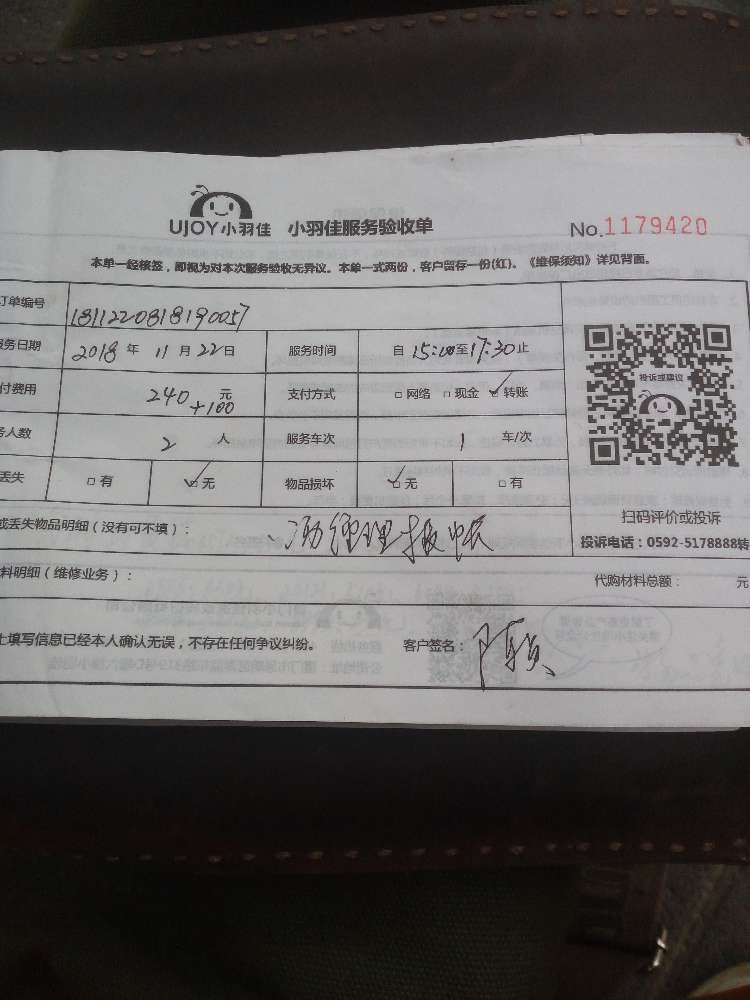 UJOY小羽佳 小羽佳服务验收单 No.1179420
本单一经核签，即视为对本次服务验收无异议。本单一式两份，客户留存一份(红)。《维保须知》详见背面。
订单编号 1811220818190057
务日期 2018 年 11 月 22 日 服务时间 自 15:00 至 17:30 止
付费用 240 元 +100 支付方式 □ 网络 □ 现金 ☑ 转账
务人数 2 人 服务车次 1 车/次
丢失 □ 有 ☑ 无 物品损坏 ☑ 无 □ 有
投诉或建议
扫码评价或投诉
投诉电话：0592-5178888转
或丢失物品明细（没有可不填）： 经理报帐
料明细（维修业务）： 代购材料总额： 元
上填写信息已经本人确认无误，不存在任何争议纠纷。 客户签名：